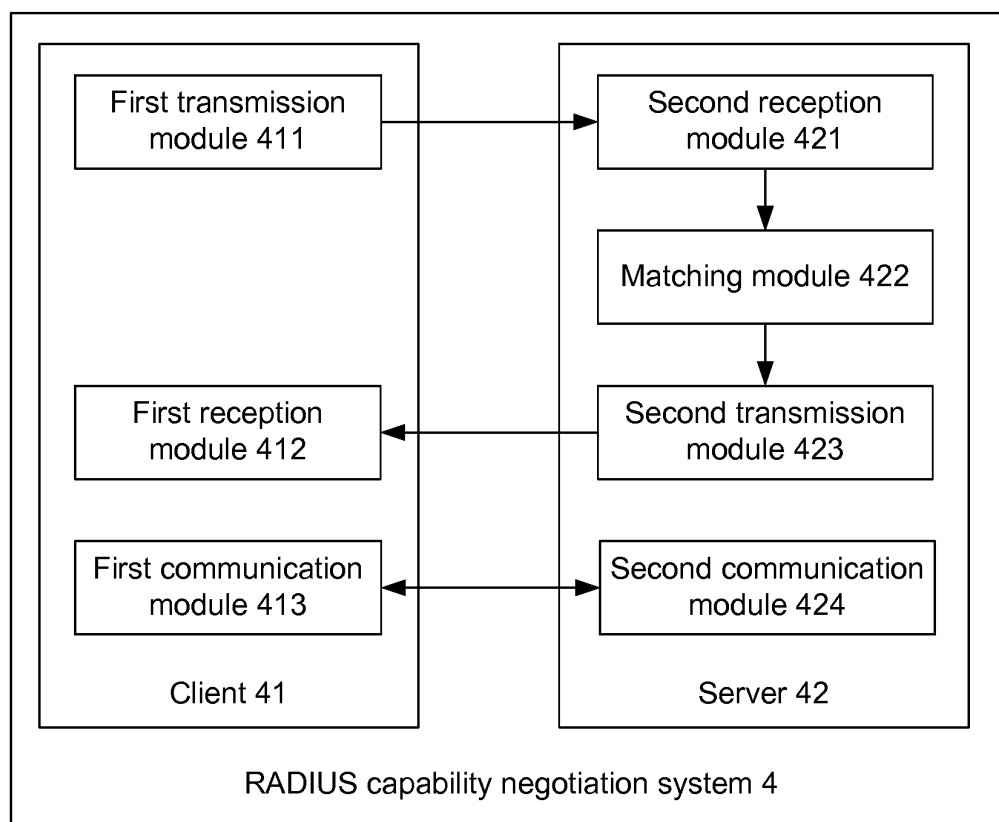 First transmission
module 411
Second reception
module 421
Matching module 422
First reception
module 412
Second transmission
module 423
First communication
module 413
Second communication
module 424
Client 41
Server 42
RADIUS capability negotiation system 4